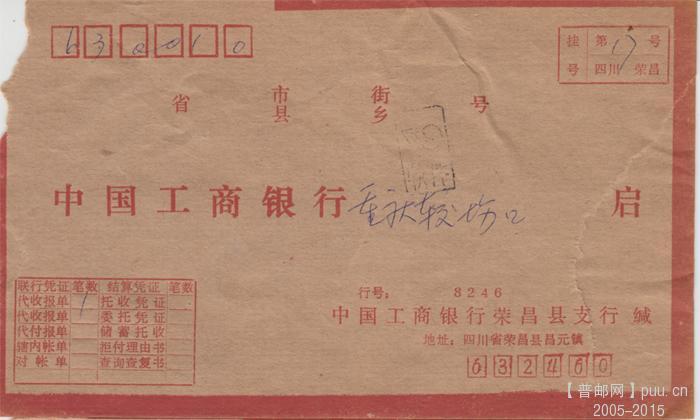 630010
挂 第17号
号 四川 荣昌
省 市县 街乡 号
中国工商银行重庆较场口 启
联行凭证 笔数 结算凭证 笔数
代收报单 1 托收凭证
代收报单 委托凭证
代付报单 储蓄托收
辖内帐单 拒付理由书
对帐单 查询查复书
行号: 8246
中国工商银行荣昌县支行 缄
地址: 四川省荣昌县昌元镇
632460
【普邮网】puu.cn
2005-2015